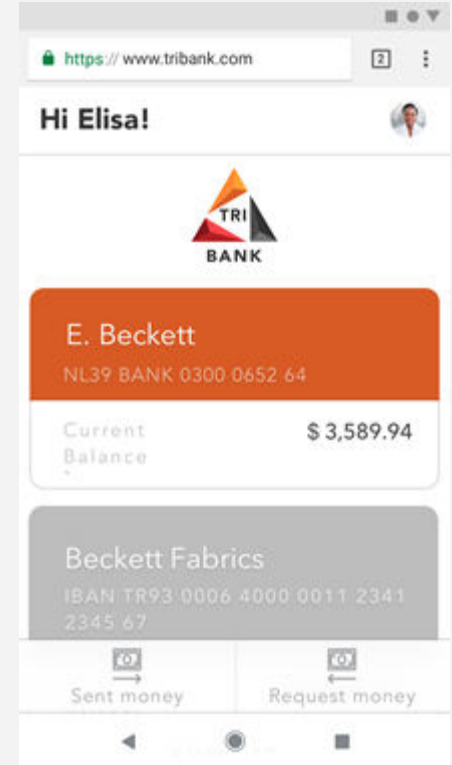 https:// www.tribank.com
2
Hi Elisa!
TRI
BANK
E. Beckett
NL39 BANK 0300 0652 64
Current
Balance
$ 3,589.94
Beckett Fabrics
IBAN TR93 0006 4000 0011 2341
2345 67
Sent money
Request money